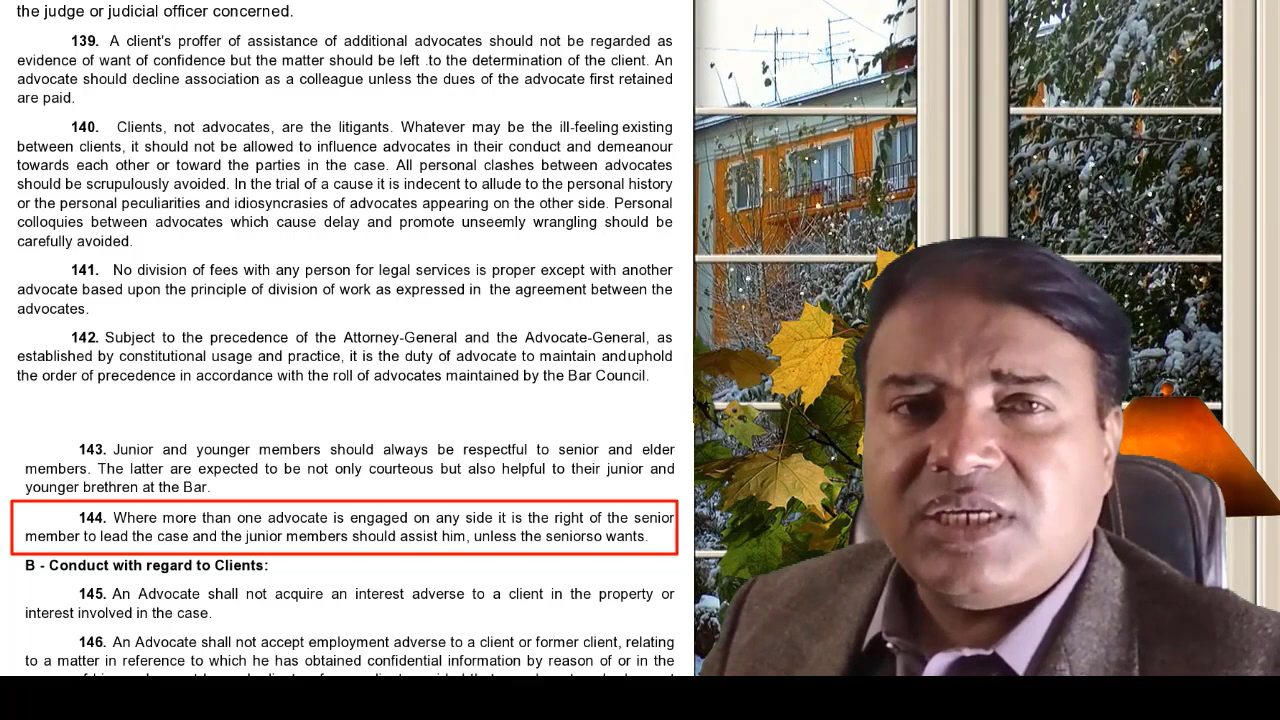 the judge or judicial officer concerned.
139. A client's proffer of assistance of additional advocates should not be regarded as
evidence of want of confidence but the matter should be left .to the determination of the client. An
advocate should decline association as a colleague unless the dues of the advocate first retained
are paid.
140. Clients, not advocates, are the litigants. Whatever may be the ill-feeling existing
between clients, it should not be allowed to influence advocates in their conduct and demeanour
towards each other or toward the parties in the case. All personal clashes between advocates
should be scrupulously avoided. In the trial of a cause it is indecent to allude to the personal history
or the personal peculiarities and idiosyncrasies of advocates appearing on the other side. Personal
colloquies between advocates which cause delay and promote unseemly wrangling should be
carefully avoided.
141. No division of fees with any person for legal services is proper except with another
advocate based upon the principle of division of work as expressed in the agreement between the
advocates.
142. Subject to the precedence of the Attorney-General and the Advocate-General, as
established by constitutional usage and practice, it is the duty of advocate to maintain anduphold
the order of precedence in accordance with the roll of advocates maintained by the Bar Council.
143. Junior and younger members should always be respectful to senior and elder
members. The latter are expected to be not only courteous but also helpful to their junior and
younger brethren at the Bar.
144. Where more than one advocate is engaged on any side it is the right of the senior
member to lead the case and the junior members should assist him, unless the seniorso wants.
B - Conduct with regard to Clients:
145. An Advocate shall not acquire an interest adverse to a client in the property or
interest involved in the case.
146. An Advocate shall not accept employment adverse to a client or former client, relating
to a matter in reference to which he has obtained confidential information by reason of or in the